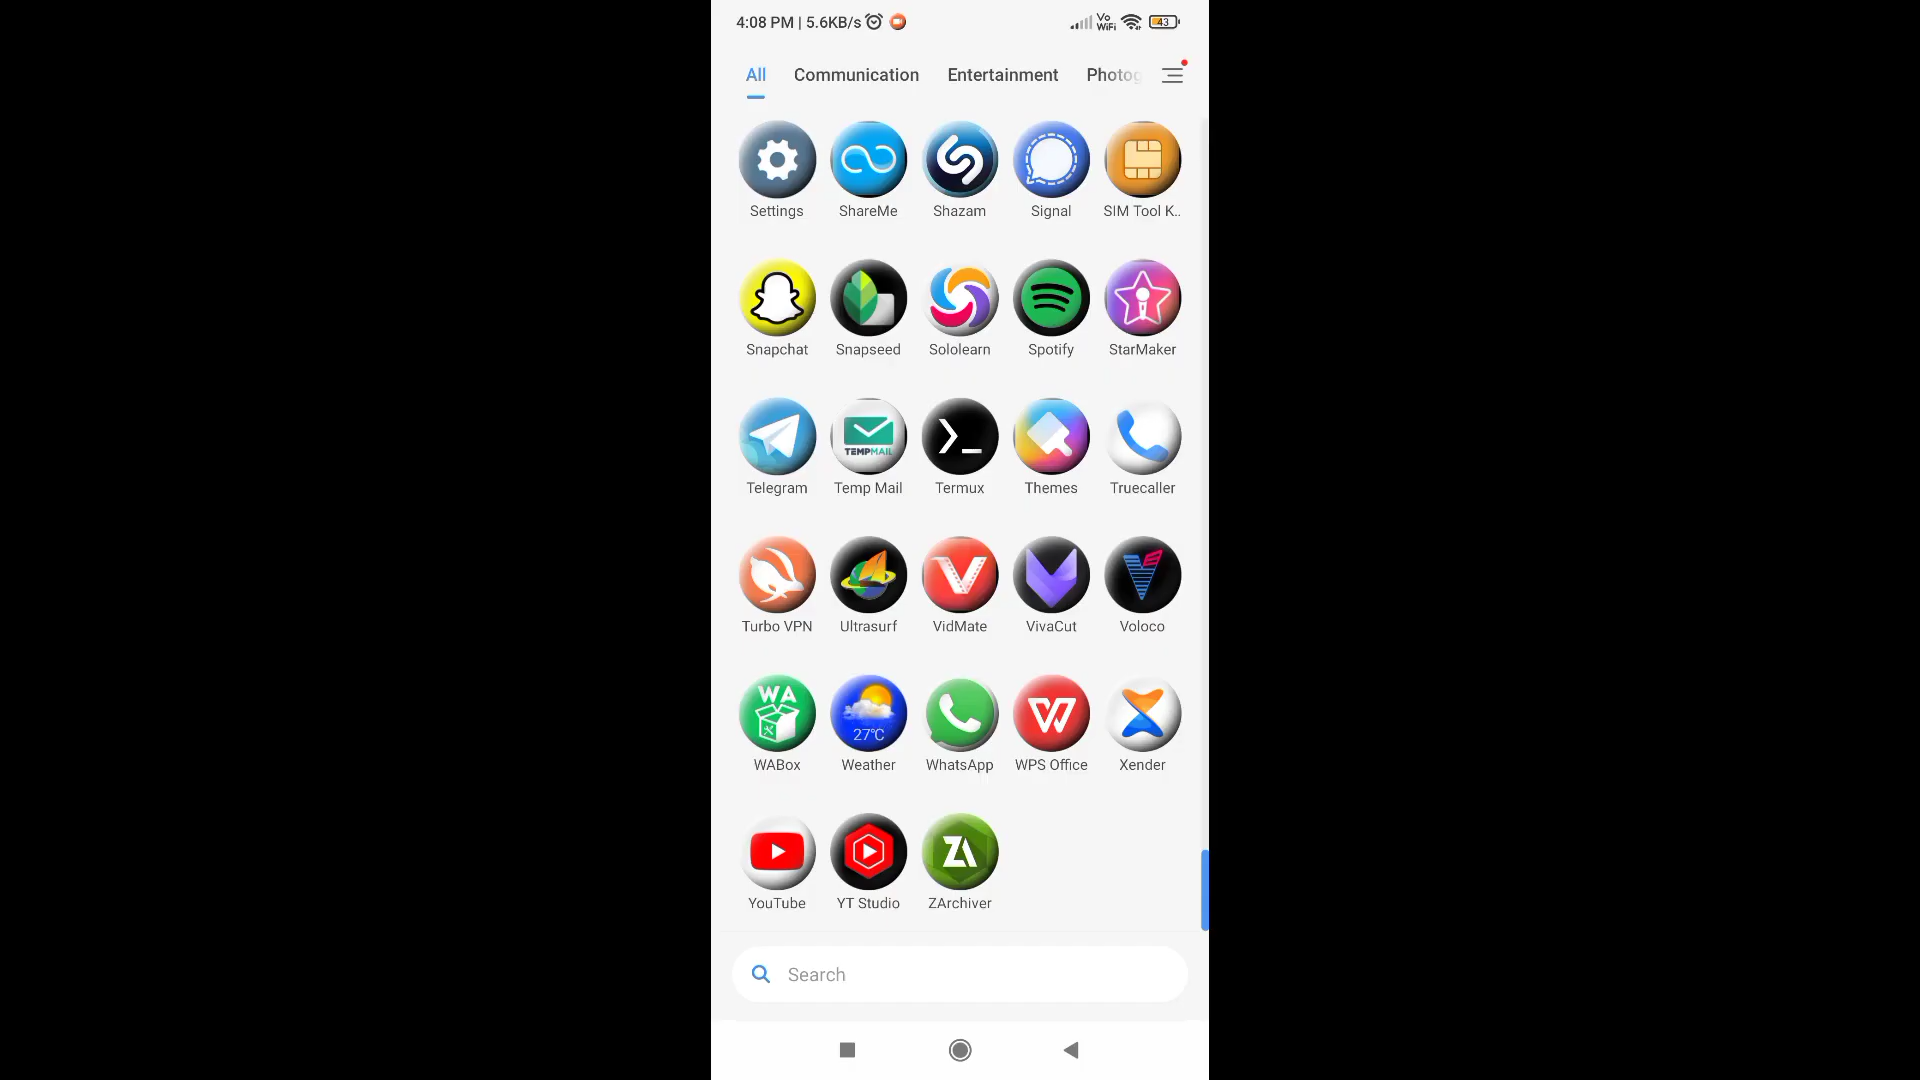 4:08 PM | 5.6KB/s Vo WiFi 43
All Communication Entertainment Photog
Settings ShareMe Shazam Signal SIM Tool K..
Snapchat Snapseed Sololearn Spotify StarMaker
TEMPMAIL
Telegram Temp Mail Termux Themes Truecaller
Turbo VPN Ultrasurf VidMate VivaCut Voloco
WA
27°C
WABox Weather WhatsApp WPS Office Xender
ZA
YouTube YT Studio ZArchiver
Search